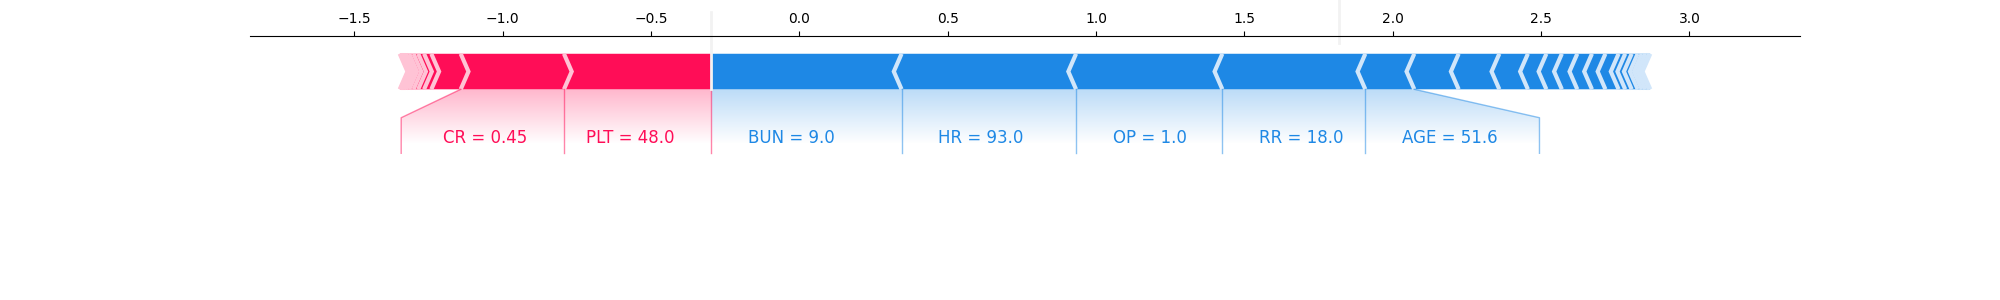 −1.5 −1.0 −0.5 0.0 0.5 1.0 1.5 2.0 2.5 3.0
CR = 0.45 PLT = 48.0 BUN = 9.0 HR = 93.0 OP = 1.0 RR = 18.0 AGE = 51.6